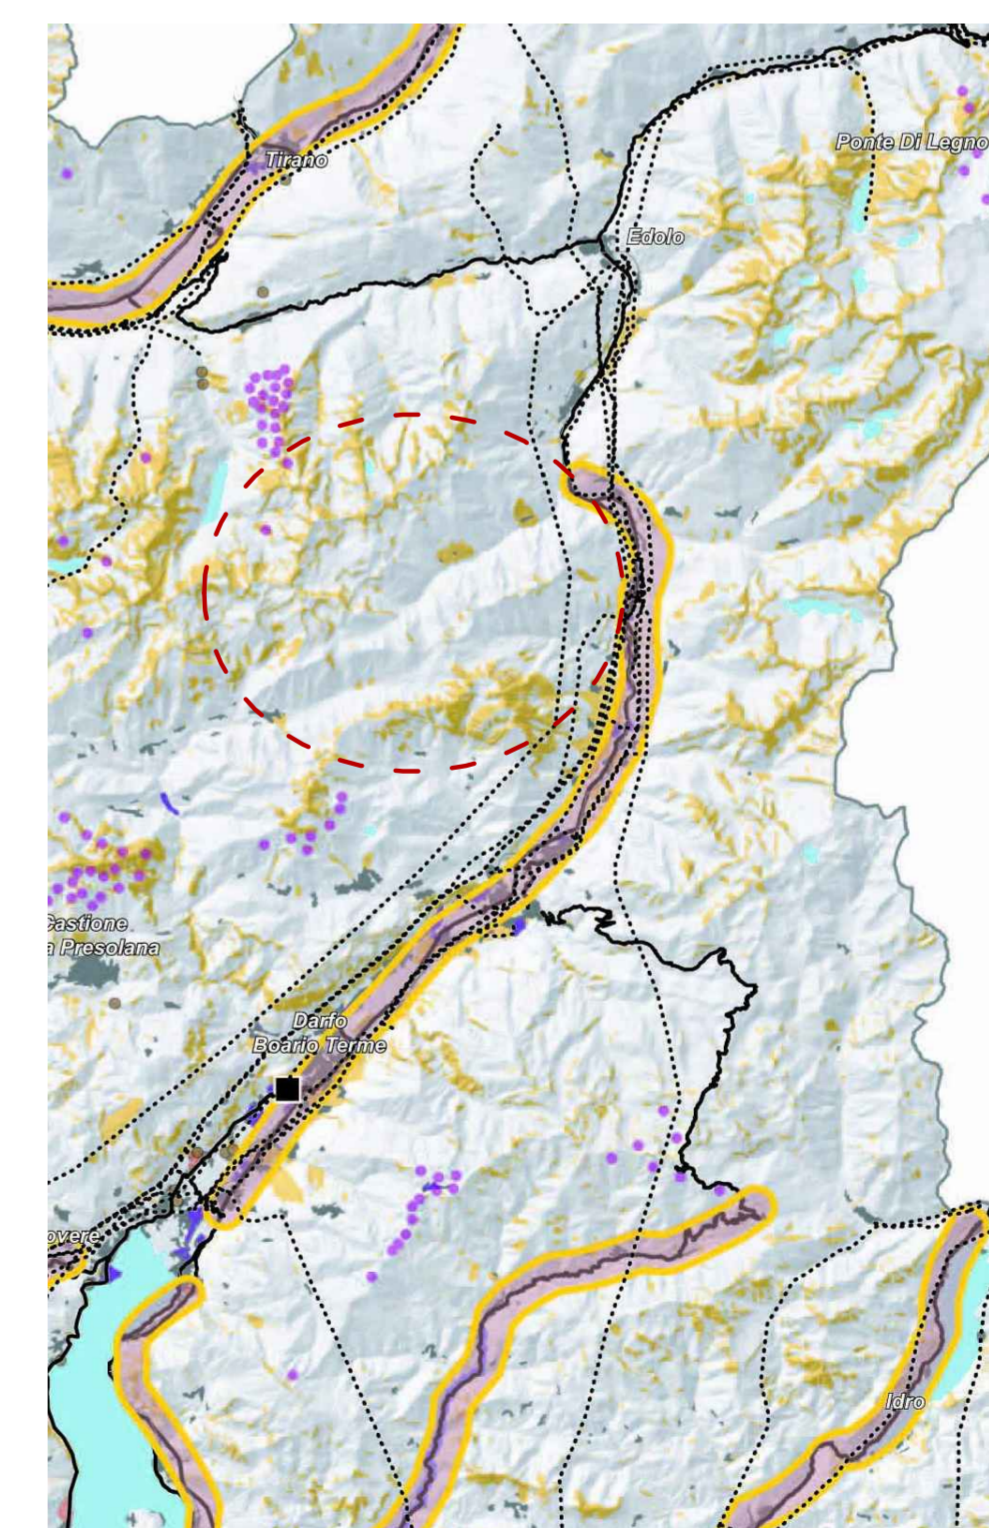 Tirano
Ponte Di Legno
Edolo
Castione
a Presolana
Darfo
Boario Terme
overe
Idro